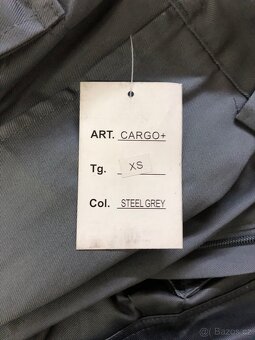 ART. CARGO+
Tg. XS
Col. STEEL GREY
Bazos.cz